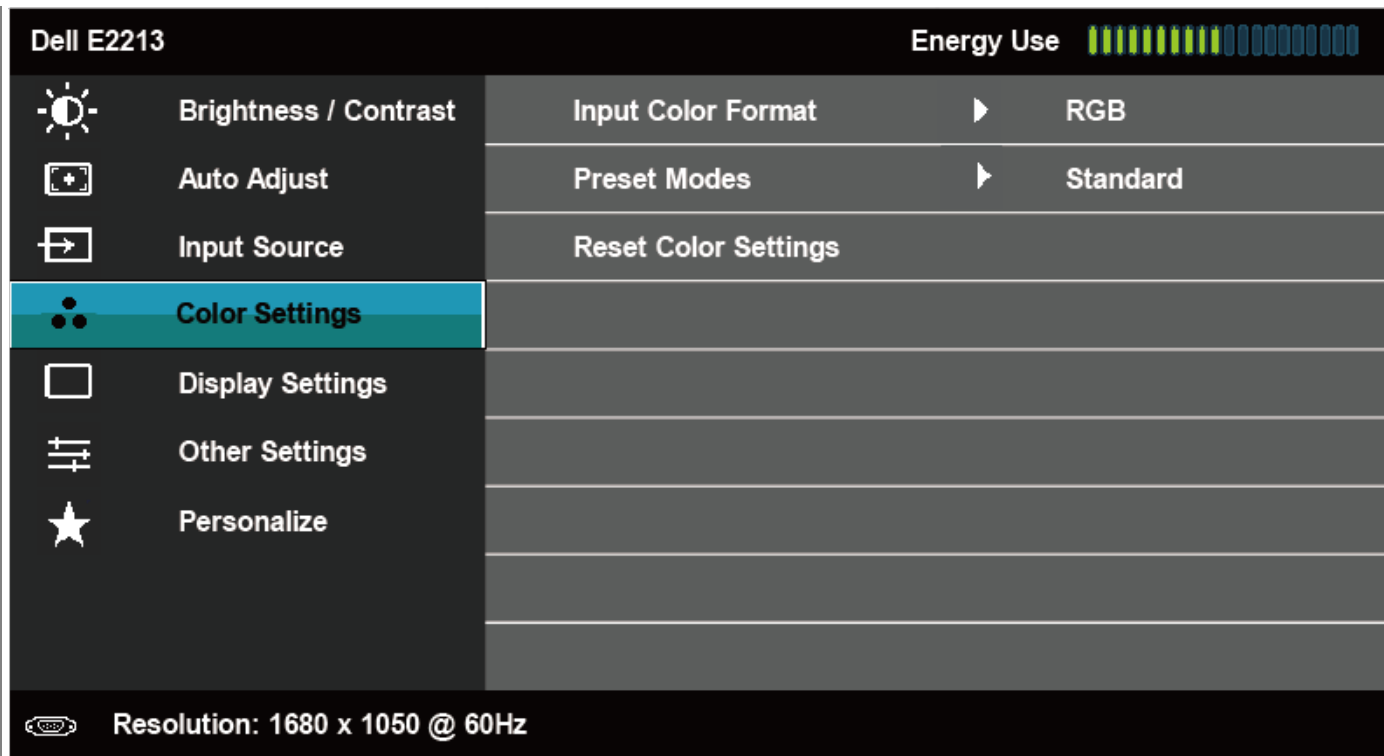 Dell E2213 Energy Use
Brightness / Contrast Input Color Format RGB
Auto Adjust Preset Modes Standard
Input Source Reset Color Settings
Color Settings
Display Settings
Other Settings
Personalize
Resolution: 1680 x 1050 @ 60Hz